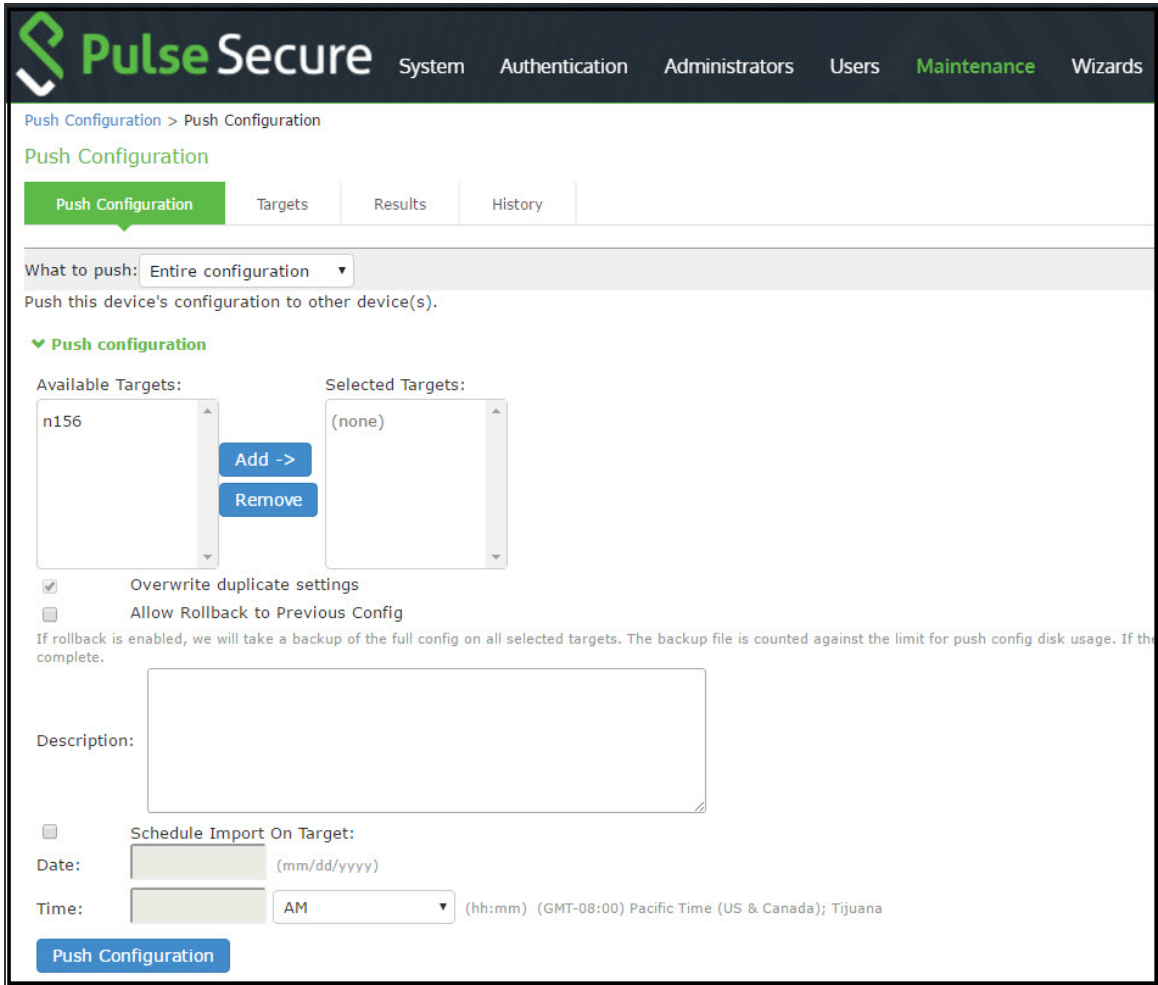 Pulse Secure System Authentication Administrators Users Maintenance Wizards
Push Configuration > Push Configuration
Push Configuration
Push Configuration Targets Results History
What to push: Entire configuration
Push this device's configuration to other device(s).
Push configuration
Available Targets: Selected Targets:
n156 (none)
Add ->
Remove
Overwrite duplicate settings
Allow Rollback to Previous Config
If rollback is enabled, we will take a backup of the full config on all selected targets. The backup file is counted against the limit for push config disk usage. If the
complete.
Description:
Schedule Import On Target:
Date: (mm/dd/yyyy)
Time: AM (hh:mm) (GMT-08:00) Pacific Time (US & Canada); Tijuana
Push Configuration